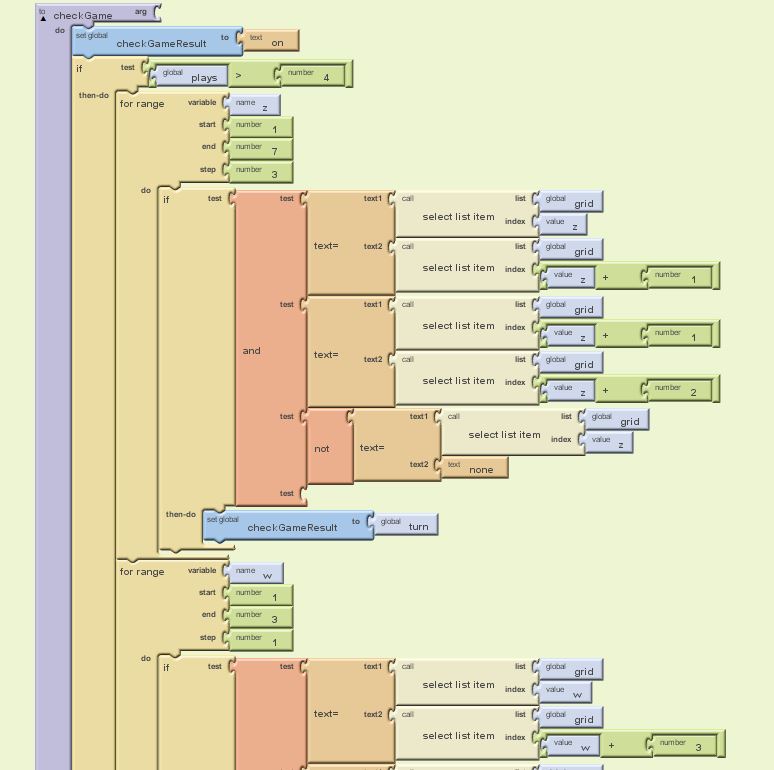 to checkGame arg
do set global checkGameResult to text on
if test global plays > number 4
then-do for range variable name z
start number 1
end number 7
step number 3
do if test and test text= text1 call select list item list global grid
index value z
text2 call select list item list global grid
index value z + number 1
test text= text1 call select list item list global grid
index value z + number 1
text2 call select list item list global grid
index value z + number 2
test not text= text1 call select list item list global grid
index value z
text2 text none
test
then-do set global checkGameResult to global turn
for range variable name w
start number 1
end number 3
step number 1
do if test test text= text1 call select list item list global grid
index value w
text2 call select list item list global grid
index value w + number 3